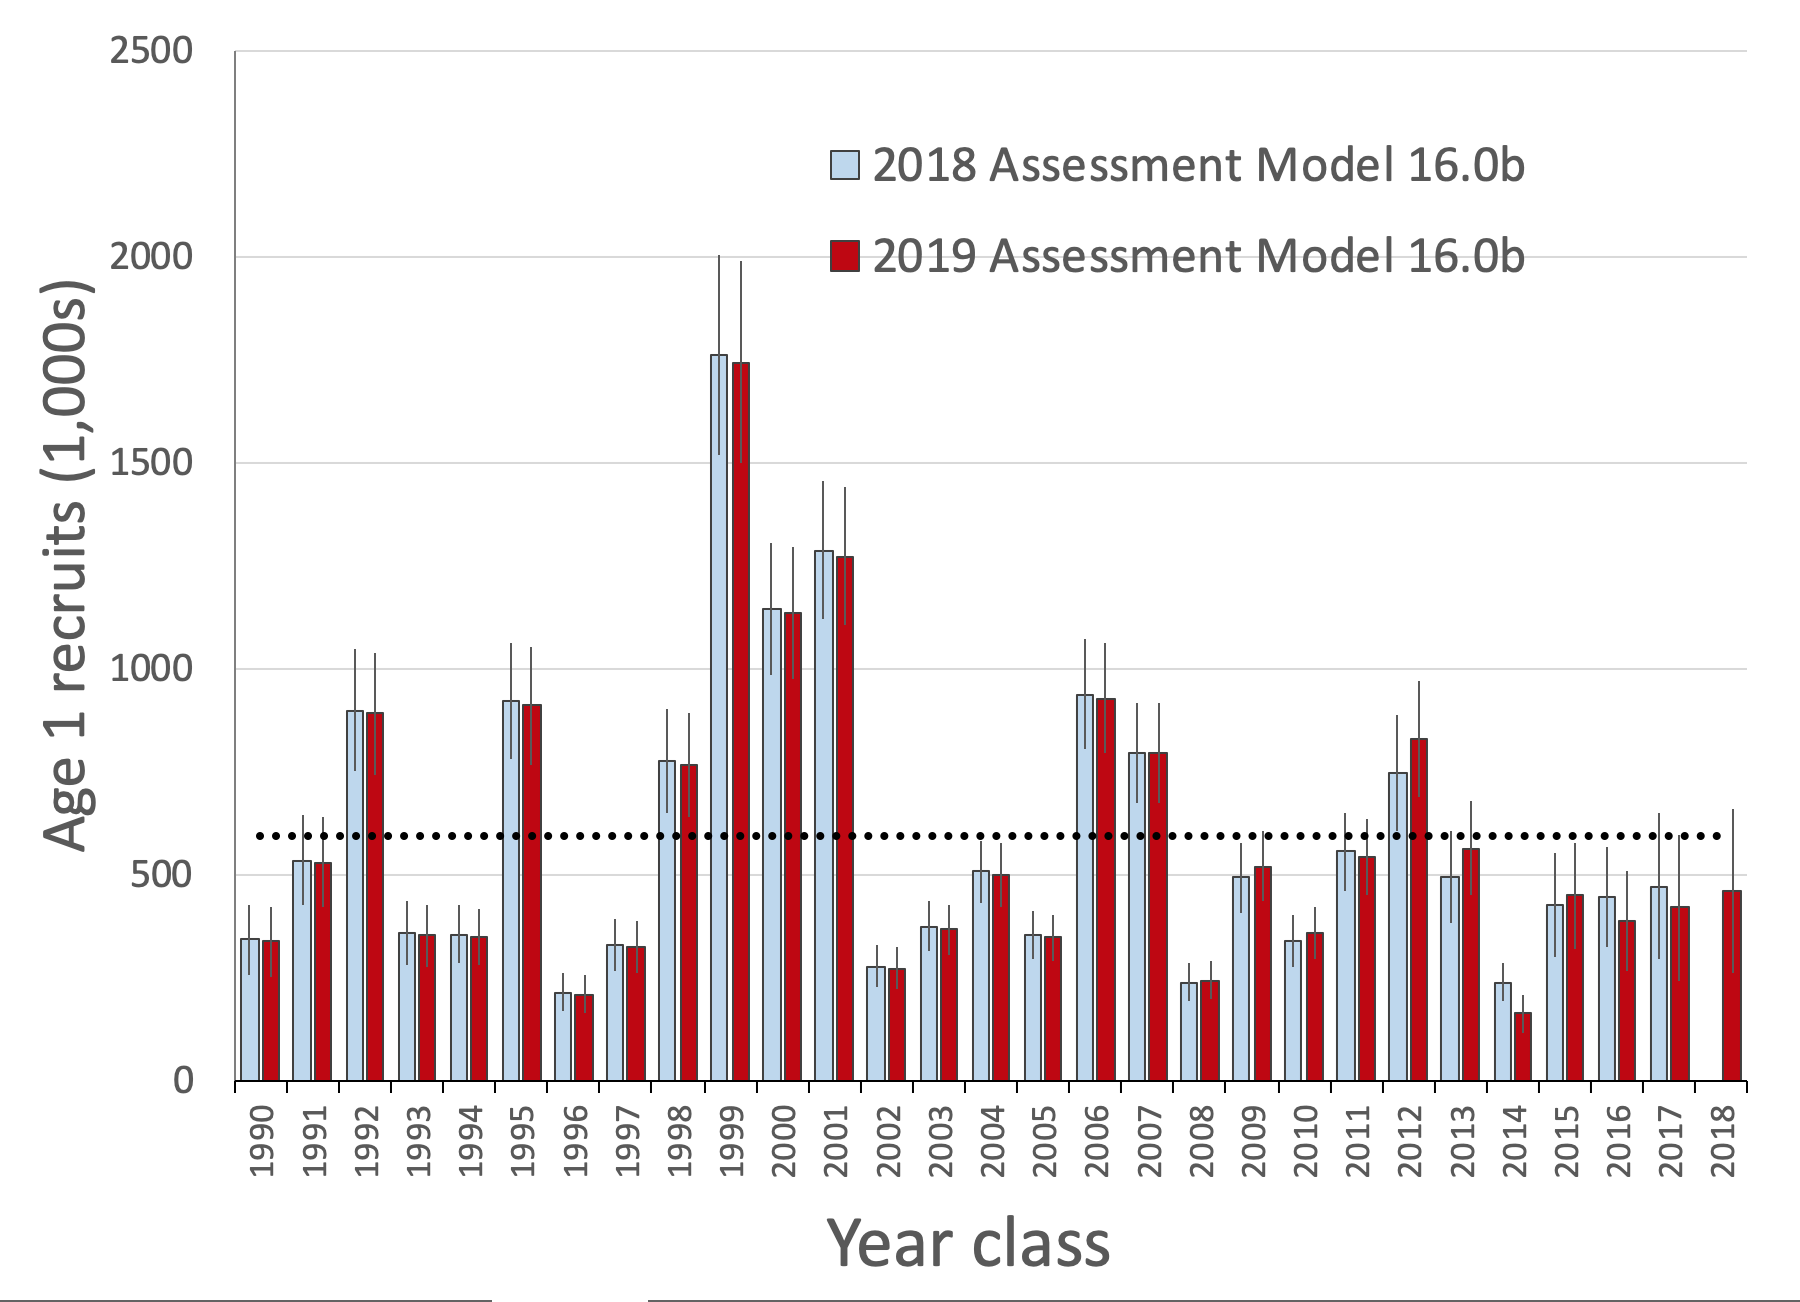 2500
2000
1500
1000
500
0
Age 1 recruits (1,000s)
2018 Assessment Model 16.0b
2019 Assessment Model 16.0b
1990 1991 1992 1993 1994 1995 1996 1997 1998 1999 2000 2001 2002 2003 2004 2005 2006 2007 2008 2009 2010 2011 2012 2013 2014 2015 2016 2017 2018
Year class